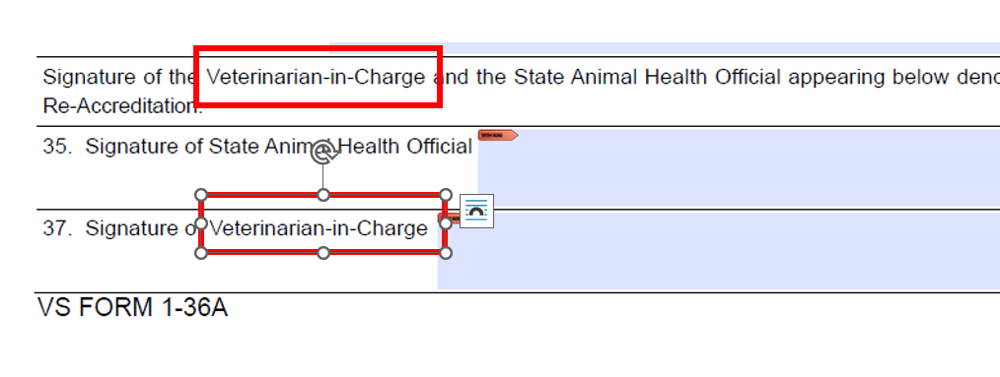 Signature of the Veterinarian-in-Charge and the State Animal Health Official appearing below
Re-Accreditation.
35. Signature of State Animal Health Official
37. Signature of Veterinarian-in-Charge
VS FORM 1-36A